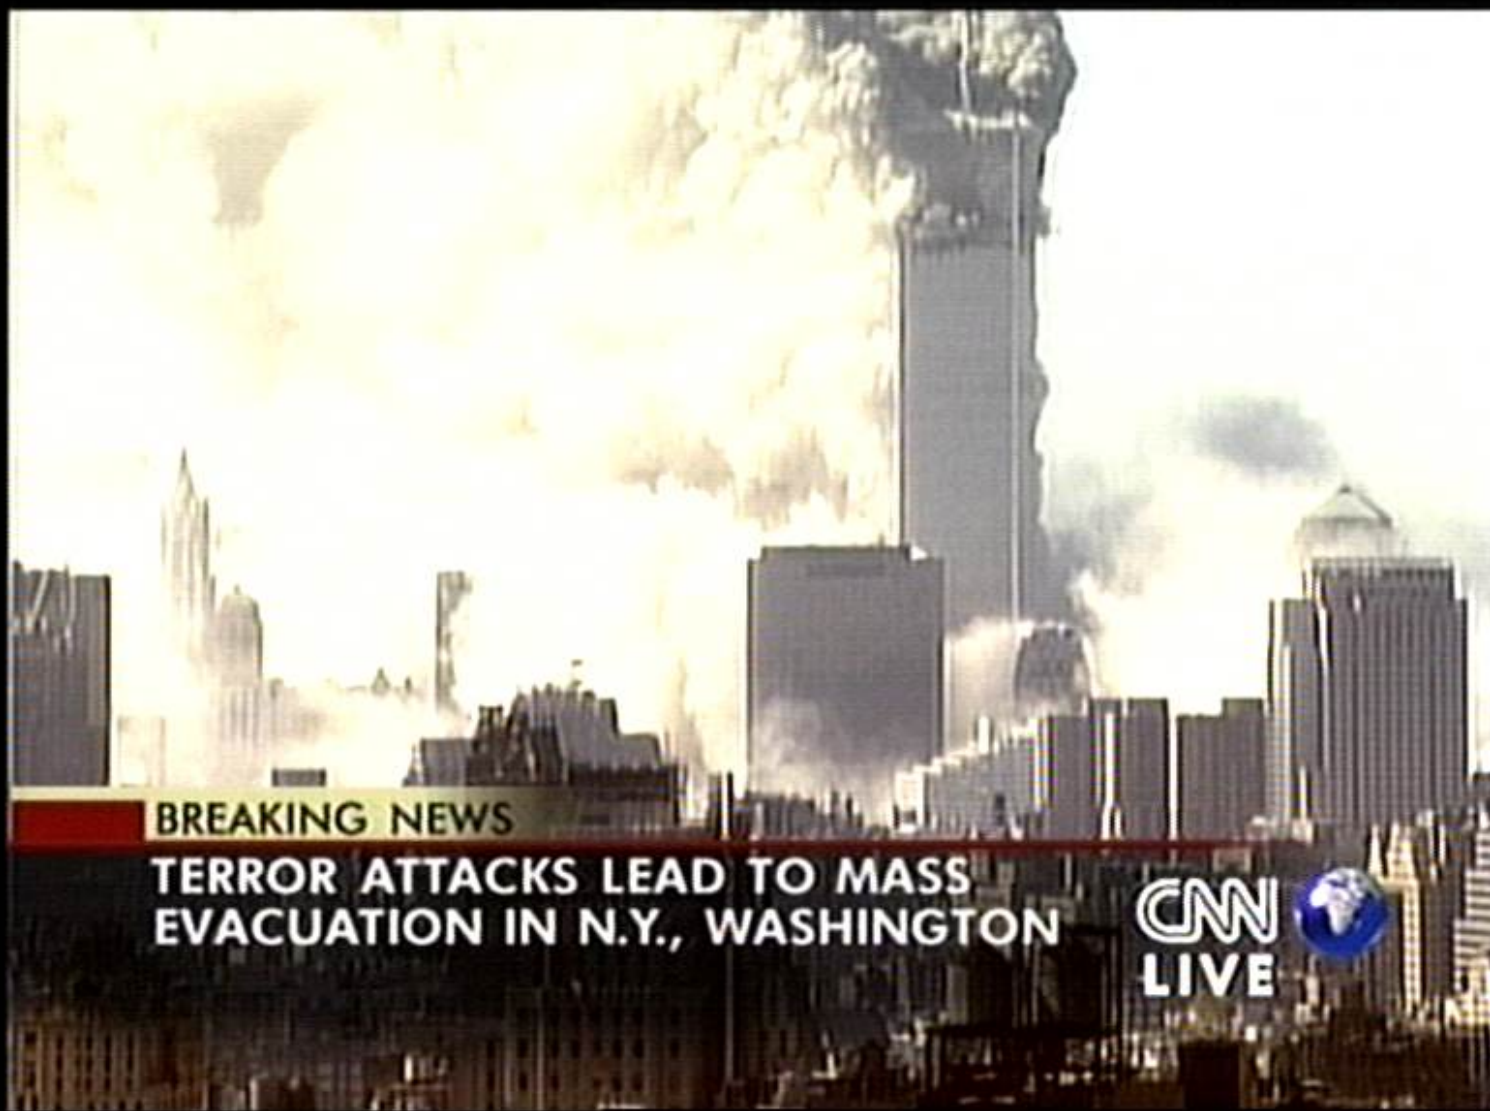 BREAKING NEWS
TERROR ATTACKS LEAD TO MASS
EVACUATION IN N.Y., WASHINGTON
CNN
LIVE